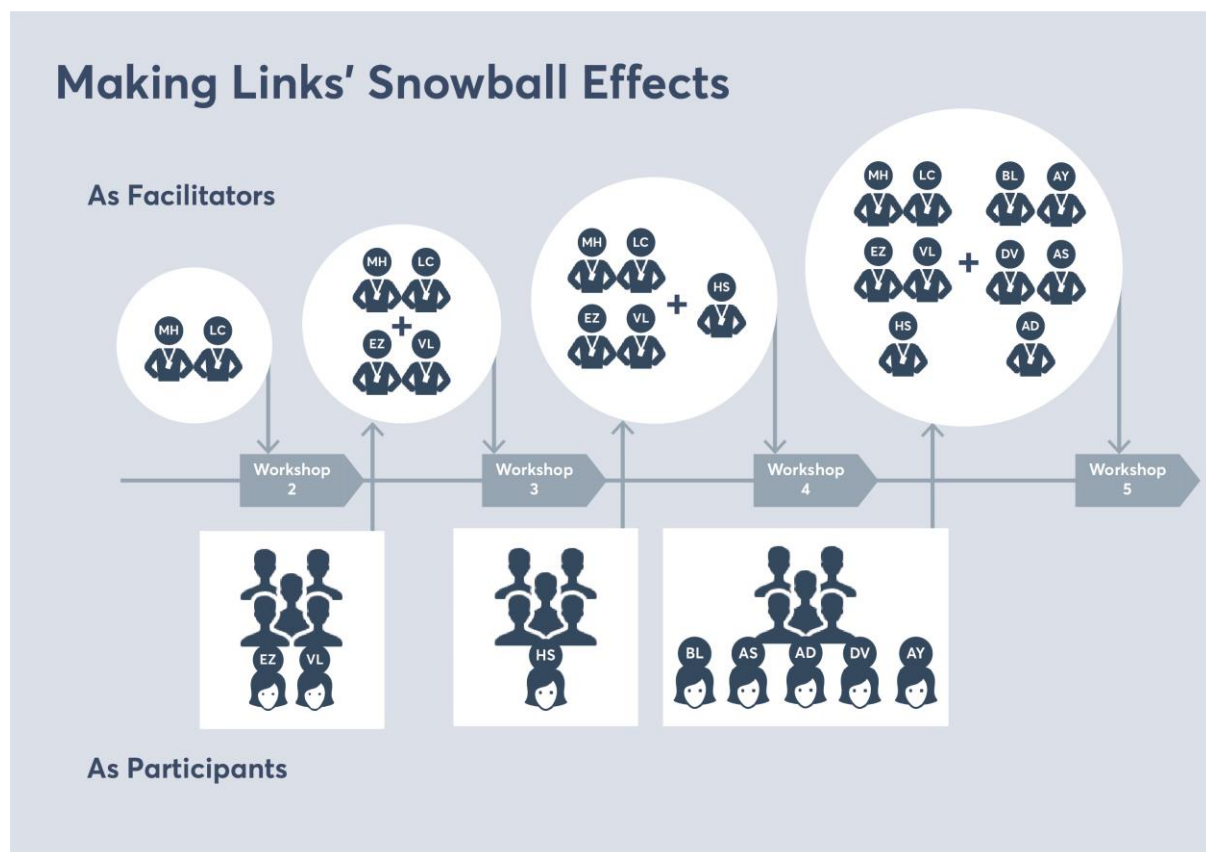 Making Links' Snowball Effects
As Facilitators
MH LC
MH LC
+
EZ VL
MH LC
EZ VL
+
HS
MH LC BL AY
EZ VL + DV AS
HS AD
Workshop
2
Workshop
3
Workshop
4
Workshop
5
EZ VL
HS
BL AS AD DV AY
As Participants